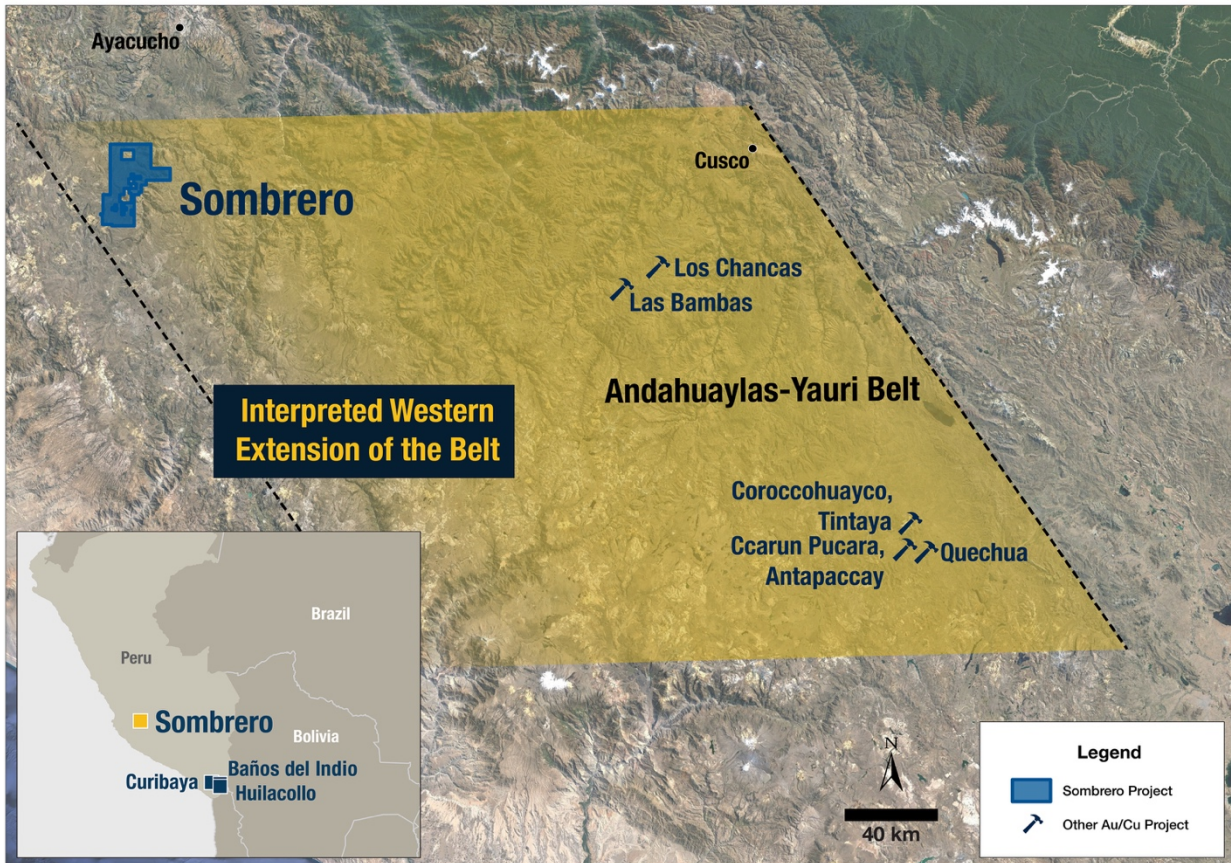 Ayacucho
Cusco
Sombrero
Los Chancas
Las Bambas
Andahuaylas-Yauri Belt
Interpreted Western
Extension of the Belt
Coroccohuayco,
Tintaya
Ccarun Pucara,
Antapaccay
Quechua
Brazil
Peru
Sombrero
Bolivia
Curibaya
Baños del Indio
Huilacollo
N
40 km
Legend
Sombrero Project
Other Au/Cu Project